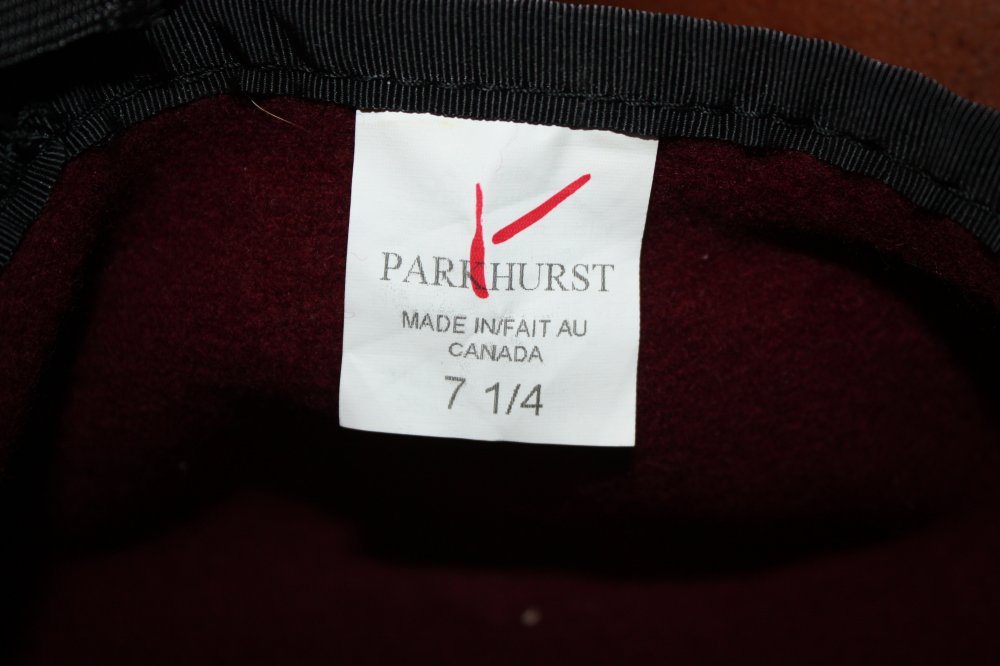 PARKHURST
MADE IN/FAIT AU
CANADA
7 1/4